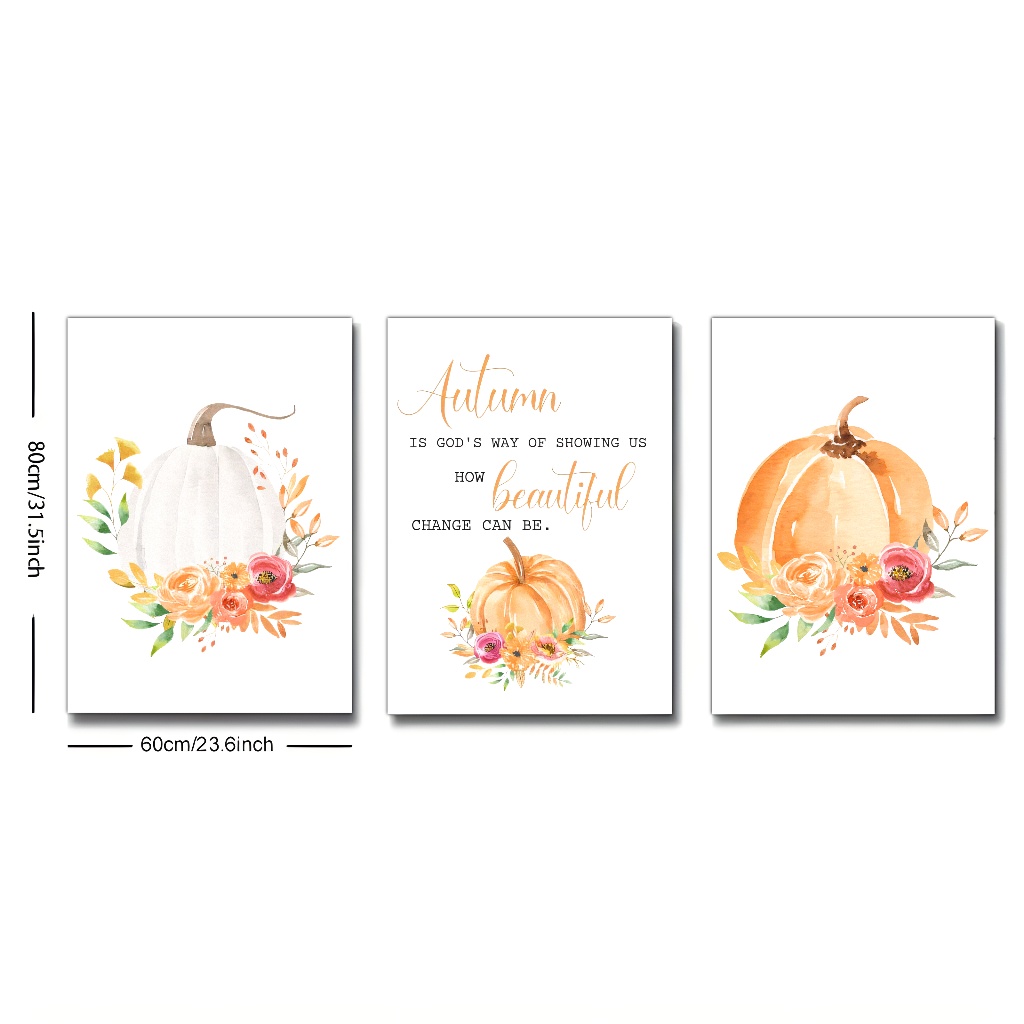 Autumn
IS GOD'S WAY OF SHOWING US
HOW beautiful
CHANGE CAN BE.
80cm/31.5inch
60cm/23.6inch